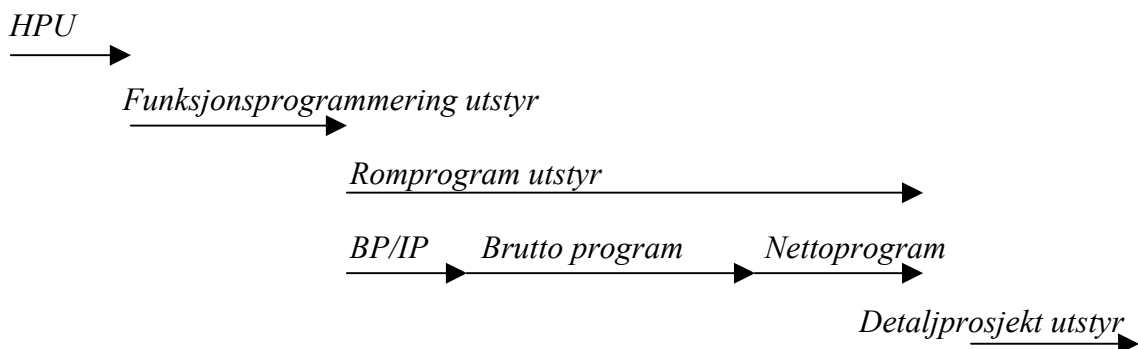 HPU
Funksjonsprogrammering utstyr
Romprogram utstyr
BP/IP Brutto program Nettoprogram
Detaljprosjekt utstyr